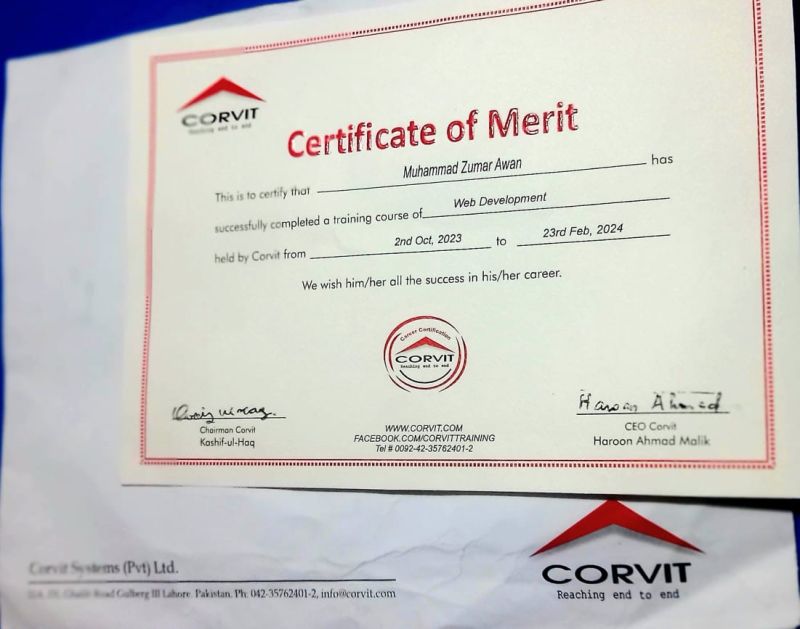 CORVIT
Reaching end to end
Certificate of Merit
This is to certify that Muhammad Zumar Awan has
successfully completed a training course of Web Development
held by Corvit from 2nd Oct, 2023 to 23rd Feb, 2024
We wish him/her all the success in his/her career.
Career Certification
CORVIT
Reaching end to end
Chairman Corvit
Kashif-ul-Haq
WWW.CORVIT.COM
FACEBOOK.COM/CORVITTRAINING
Tel # 0092-42-35762401-2
Haroon Ahmad
CEO Corvit
Haroon Ahmad Malik
Corvit Systems (Pvt) Ltd.
Road Gulberg III Lahore, Pakistan. Ph: 042-35762401-2, info@corvit.com
CORVIT
Reaching end to end